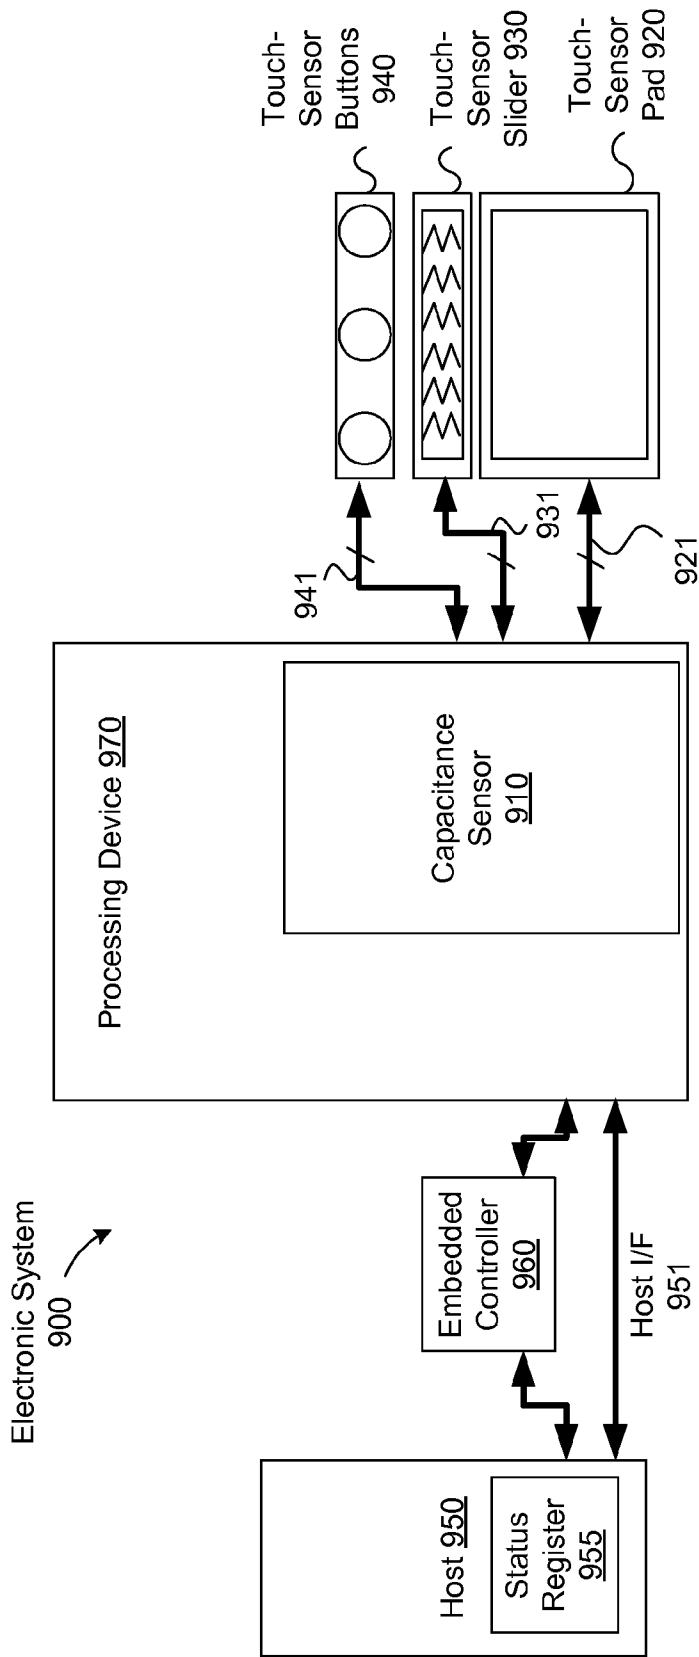 Electronic System
900
Host 950
Status
Register
955
Embedded
Controller
960
Host I/F
951
Processing Device 970
Capacitance
Sensor
910
941
931
921
Touch-
Sensor
Buttons
940
Touch-
Sensor
Slider 930
Touch-
Sensor
Pad 920